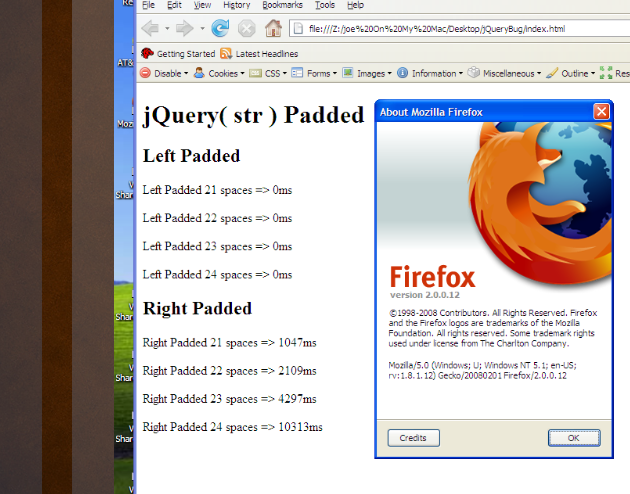 File Edit View History Bookmarks Tools Help
file:///Z:/joe%20On%20My%20Mac/Desktop/jQueryBug/index.html
Getting Started Latest Headlines
Disable Cookies CSS Forms Images Information Miscellaneous Outline Res
jQuery( str ) Padded
Left Padded
Left Padded 21 spaces => 0ms
Left Padded 22 spaces => 0ms
Left Padded 23 spaces => 0ms
Left Padded 24 spaces => 0ms
Right Padded
Right Padded 21 spaces => 1047ms
Right Padded 22 spaces => 2109ms
Right Padded 23 spaces => 4297ms
Right Padded 24 spaces => 10313ms
About Mozilla Firefox
Firefox
version 2.0.0.12
©1998-2008 Contributors. All Rights Reserved. Firefox
and the Firefox logos are trademarks of the Mozilla
Foundation. All rights reserved. Some trademark rights
used under license from The Charlton Company.
Mozilla/5.0 (Windows; U; Windows NT 5.1; en-US;
rv:1.8.1.12) Gecko/20080201 Firefox/2.0.0.12
Credits OK
Re
AT&
Moz
Shar
Shar
Shar
Shar
Shar